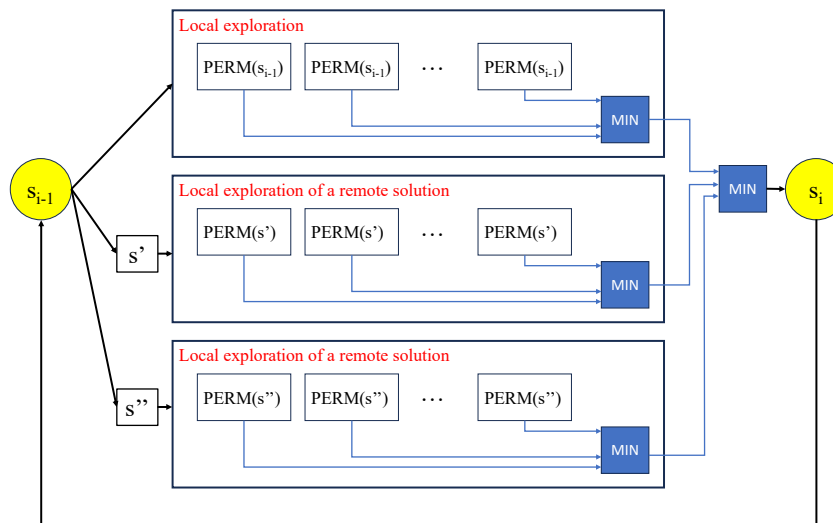 Local exploration
PERM(sᵢ₋₁) PERM(sᵢ₋₁) ... PERM(sᵢ₋₁)
MIN
sᵢ₋₁
Local exploration of a remote solution
PERM(s’) PERM(s’) ... PERM(s’)
s’
MIN
MIN
sᵢ
Local exploration of a remote solution
PERM(s’’) PERM(s’’) ... PERM(s’’)
s’’
MIN